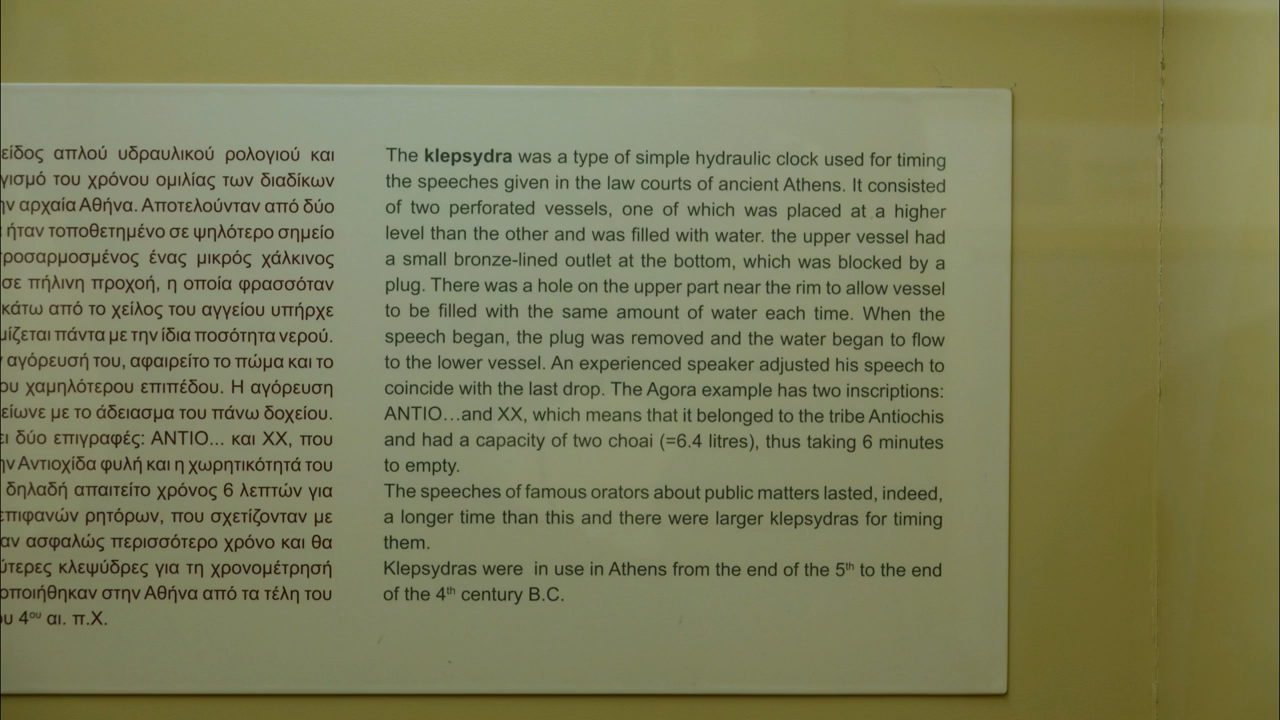 είδος απλού υδραυλικού ρολογιού και
του χρόνου ομιλίας των διαδίκων
αρχαία Αθήνα. Αποτελούνταν από δύο
ήταν τοποθετημένο σε ψηλότερο σημείο
ένας μικρός χάλκινος
σε πήλινη προχοή, η οποία φρασσόταν
κάτω από το χείλος του αγγείου υπήρχε
πάντα με την ίδια ποσότητα νερού.
αγόρευσή του, αφαιρείτο το πώμα και το
χαμηλότερου επιπέδου. Η αγόρευση
με το άδειασμα του πάνω δοχείου.
δύο επιγραφές: ΑΝΤΙΟ... και ΧΧ, που
Αντιοχίδα φυλή και η χωρητικότητά του
δηλαδή απαιτείτο χρόνος 6 λεπτών για
επιφανών ρητόρων, που σχετίζονταν με
ασφαλώς περισσότερο χρόνο και θα
κλεψύδρες για τη χρονομέτρησή
στην Αθήνα από τα τέλη του
4ου αι. π.Χ.
The klepsydra was a type of simple hydraulic clock used for timing
the speeches given in the law courts of ancient Athens. It consisted
of two perforated vessels, one of which was placed at a higher
level than the other and was filled with water. the upper vessel had
a small bronze-lined outlet at the bottom, which was blocked by a
plug. There was a hole on the upper part near the rim to allow vessel
to be filled with the same amount of water each time. When the
speech began, the plug was removed and the water began to flow
to the lower vessel. An experienced speaker adjusted his speech to
coincide with the last drop. The Agora example has two inscriptions:
ANTIO...and XX, which means that it belonged to the tribe Antiochis
and had a capacity of two choai (=6.4 litres), thus taking 6 minutes
to empty.
The speeches of famous orators about public matters lasted, indeed,
a longer time than this and there were larger klepsydras for timing
them.
Klepsydras were in use in Athens from the end of the 5th to the end
of the 4th century B.C.